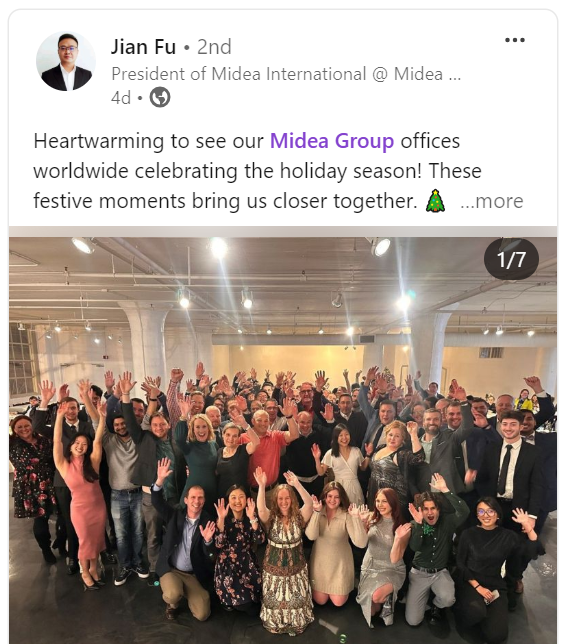 Jian Fu • 2nd
President of Midea International @ Midea ...
4d •
Heartwarming to see our Midea Group offices
worldwide celebrating the holiday season! These
festive moments bring us closer together. 🎄 ...more
1/7